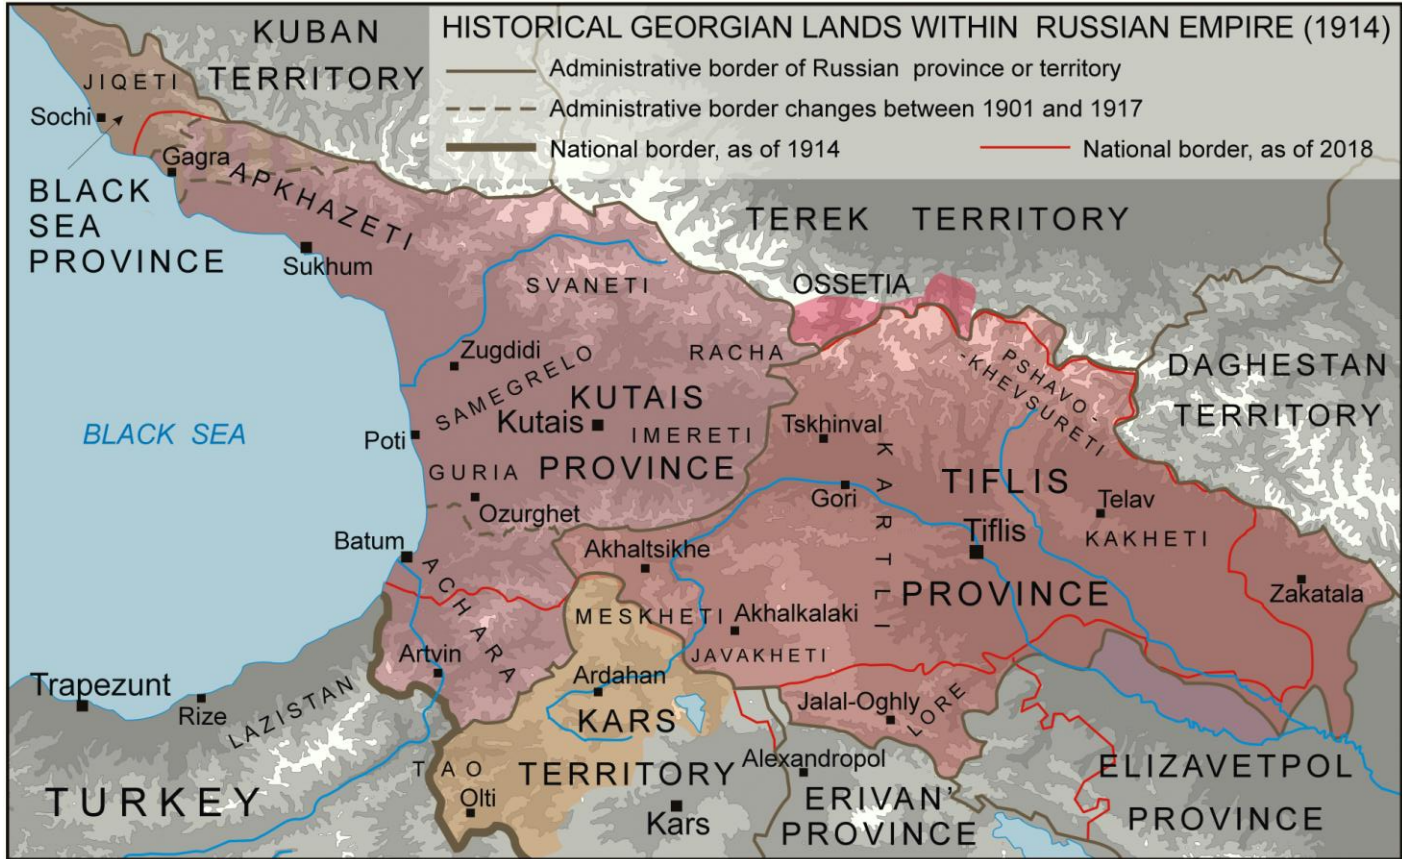 HISTORICAL GEORGIAN LANDS WITHIN RUSSIAN EMPIRE (1914)
Administrative border of Russian province or territory
Administrative border changes between 1901 and 1917
National border, as of 1914
National border, as of 2018
KUBAN
TERRITORY
JIQETI
Sochi
Gagra
BLACK
SEA
PROVINCE
APKHAZETI
Sukhum
TEREK TERRITORY
OSSETIA
SVANETI
RACHA
DAGHESTAN
TERRITORY
PSHAVO-
-KHEVSURETI
Zugdidi
SAMEGRELO
KUTAIS
Kutais
IMERETI
PROVINCE
BLACK SEA
Poti
GURIA
Ozurghet
Tskhinval
KARTLI
Gori
TIFLIS
Tiflis
PROVINCE
Telav
KAKHETI
Zakatala
Batum
ACHARA
Akhaltsikhe
MESKHETI
Akhalkalaki
JAVAKHETI
Artvin
Ardahan
KARS
TERRITORY
Jalal-Oghly
LORE
Trapezunt
Rize
LAZISTAN
TURKEY
TAO
Olti
Kars
Alexandropol
ERIVAN'
PROVINCE
ELIZAVETPOL
PROVINCE